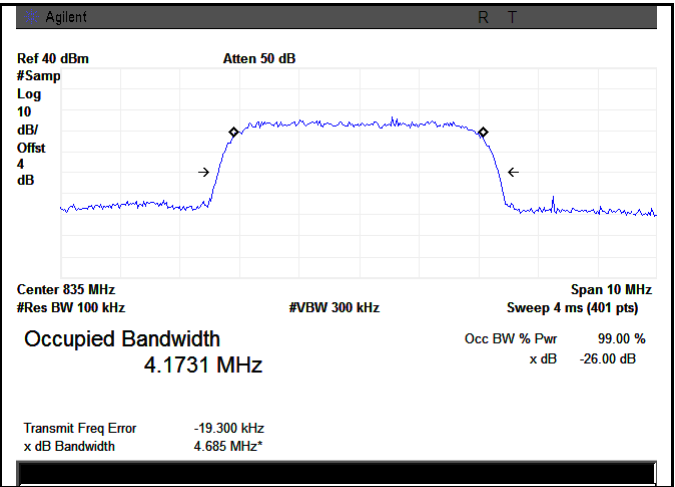 Agilent R T
Ref 40 dBm Atten 50 dB
#Samp
Log
10
dB/
Offst
4
dB
Center 835 MHz Span 10 MHz
#Res BW 100 kHz #VBW 300 kHz Sweep 4 ms (401 pts)
Occupied Bandwidth Occ BW % Pwr 99.00 %
4.1731 MHz x dB -26.00 dB
Transmit Freq Error -19.300 kHz
x dB Bandwidth 4.685 MHz*